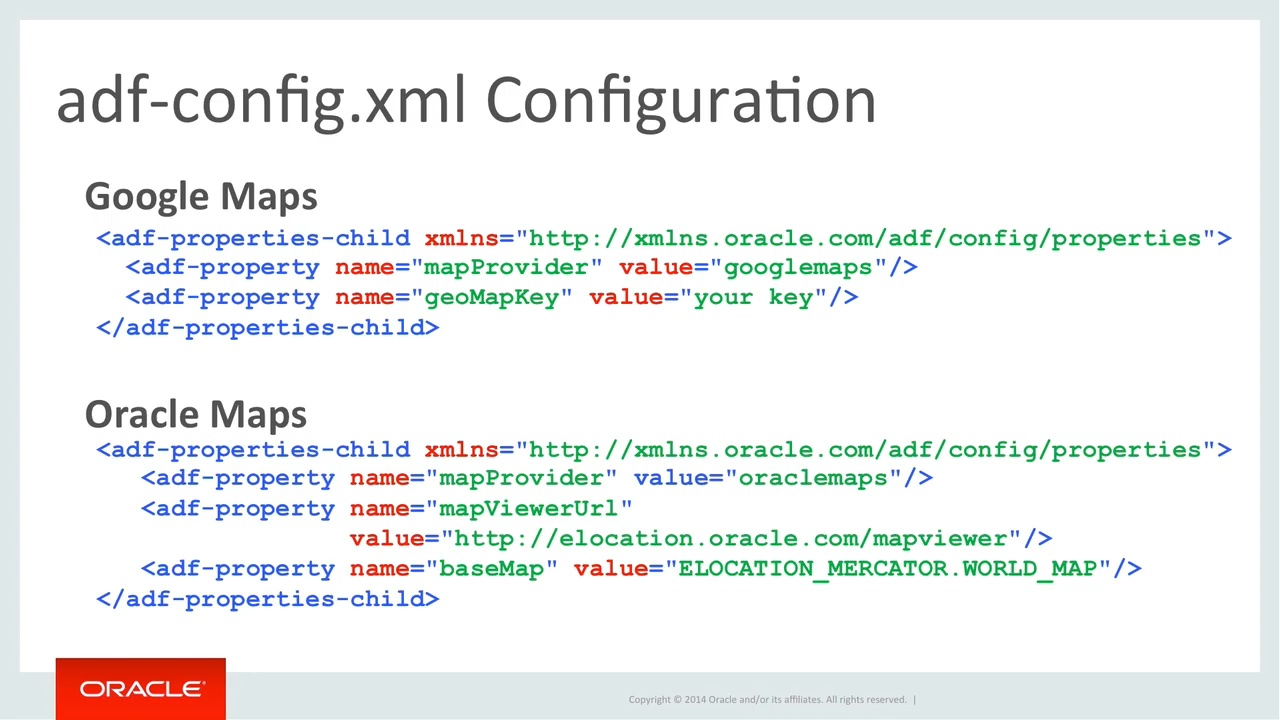 adf-config.xml Configuration
Google Maps
<adf-properties-child xmlns="http://xmlns.oracle.com/adf/config/properties">
<adf-property name="mapProvider" value="googlemaps"/>
<adf-property name="geoMapKey" value="your key"/>
</adf-properties-child>
Oracle Maps
<adf-properties-child xmlns="http://xmlns.oracle.com/adf/config/properties">
<adf-property name="mapProvider" value="oraclemaps"/>
<adf-property name="mapViewerUrl"
value="http://elocation.oracle.com/mapviewer"/>
<adf-property name="baseMap" value="ELOCATION_MERCATOR.WORLD_MAP"/>
</adf-properties-child>
ORACLE®
Copyright © 2014 Oracle and/or its affiliates. All rights reserved. |